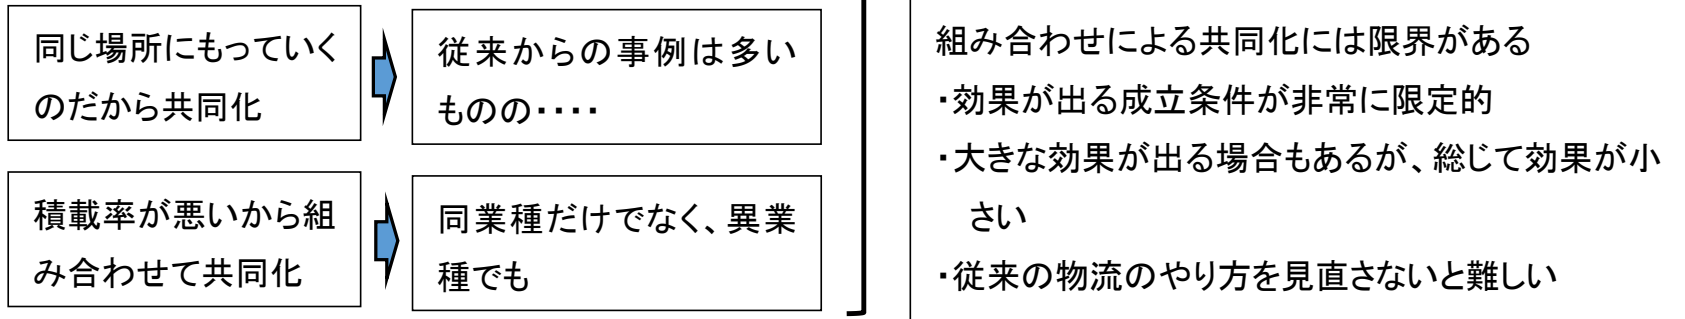 同じ場所にもっていく
のだから共同化
従来からの事例は多い
ものの・・・・
積載率が悪いから組
み合わせて共同化
同業種だけでなく、異業
種でも
組み合わせによる共同化には限界がある
・効果が出る成立条件が非常に限定的
・大きな効果が出る場合もあるが、総じて効果が小
さい
・従来の物流のやり方を見直さないと難しい